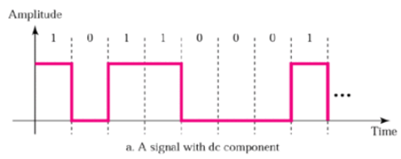 Amplitude
1 0 1 1 0 0 0 1
...
Time
a. A signal with dc component